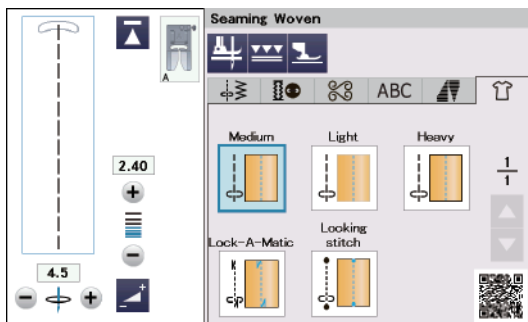 A
2.40
4.5
Seaming Woven
ABC
Medium
Light
Heavy
1
1
Lock-A-Matic
Locking
stitch